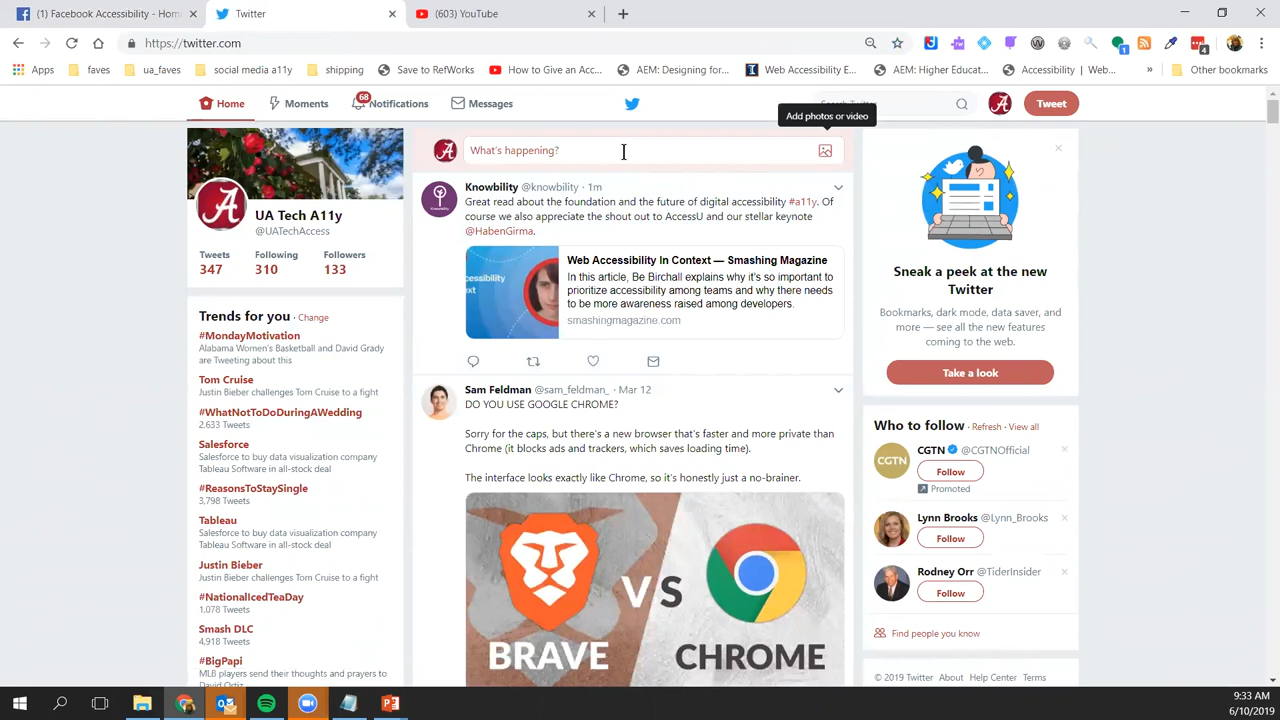 (1) Facebook Accessibility - Hom
Twitter
(603) YouTube
https://twitter.com
1
4
Apps
faves
ua_faves
social media a11y
shipping
Save to RefWorks
How to Give an Acc...
AEM: Designing for...
Web Accessibility E...
AEM: Higher Educat...
Accessibility | Web...
»
Other bookmarks
Home
Moments
68
Notifications
Messages
Search Twitter
Tweet
Add photos or video
What's happening?
UA Tech A11y
@UATechAccess
Tweets
347
Following
310
Followers
133
Trends for you · Change
#MondayMotivation
Alabama Women's Basketball and David Grady
are Tweeting about this
Tom Cruise
Justin Bieber challenges Tom Cruise to a fight
#WhatNotToDoDuringAWedding
2,633 Tweets
Salesforce
Salesforce to buy data visualization company
Tableau Software in all-stock deal
#ReasonsToStaySingle
3,798 Tweets
Tableau
Salesforce to buy data visualization company
Tableau Software in all-stock deal
Justin Bieber
Justin Bieber challenges Tom Cruise to a fight
#NationalIcedTeaDay
1,078 Tweets
Smash DLC
4,918 Tweets
#BigPapi
MLB players send their thoughts and prayers to
David Ortiz
Knowbility @knowbility · 1m
Great read about the foundation and the future of digital accessibility #a11y. Of
course we also appreciate the shout out to AccessU and our stellar keynote
@HabenGirma.
Web Accessibility In Context — Smashing Magazine
In this article, Be Birchall explains why it's so important to
prioritize accessibility among teams and why there needs
to be more awareness raised among developers.
smashingmagazine.com
Sam Feldman @sam_feldman_ · Mar 12
DO YOU USE GOOGLE CHROME?
Sorry for the caps, but there's a new browser that's faster and more private than
Chrome (it blocks ads and trackers, which saves loading time).
The interface looks exactly like Chrome, so it's honestly just a no-brainer.
VS
BRAVE
CHROME
Sneak a peek at the new
Twitter
Bookmarks, dark mode, data saver, and
more — see all the new features
coming to the web.
Take a look
Who to follow · Refresh · View all
CGTN
CGTN @CGTNOfficial
Follow
Promoted
Lynn Brooks @Lynn_Brooks
Follow
Rodney Orr @TiderInsider
Follow
Find people you know
© 2019 Twitter About Help Center Terms
9:33 AM
6/10/2019